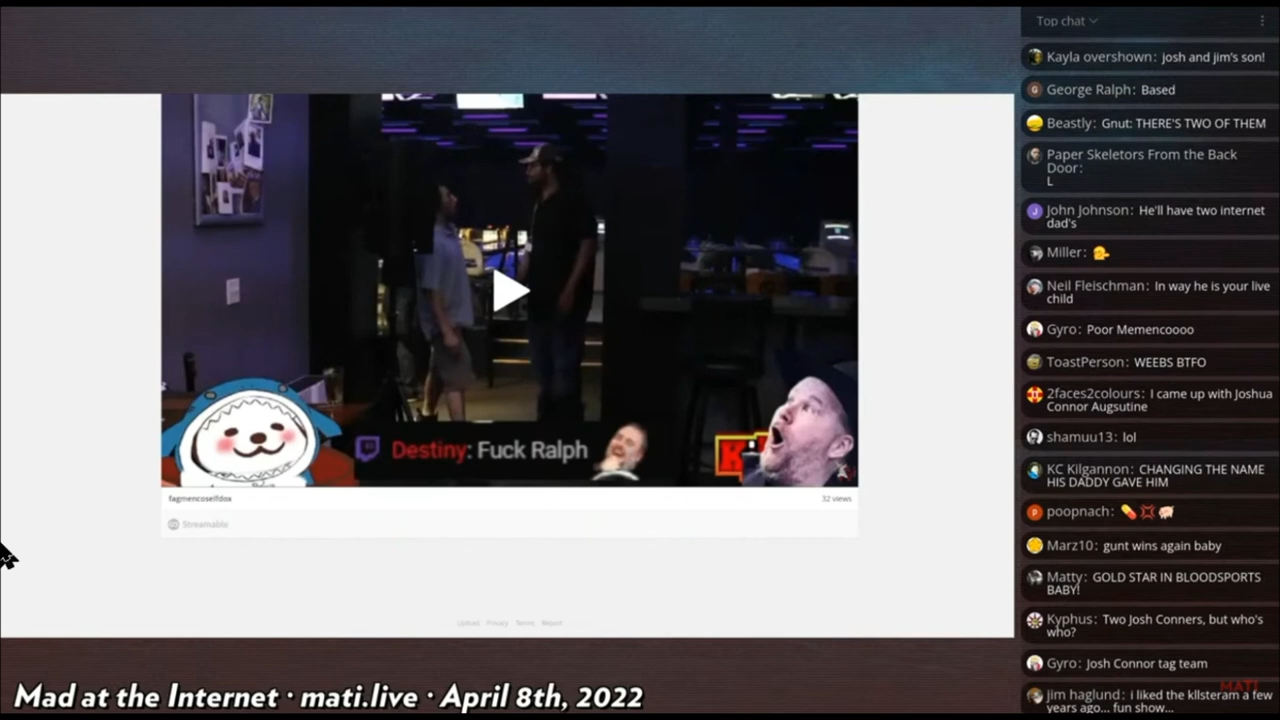 Top chat
Kayla overshown: josh and jim's son!
George Ralph: Based
Beastly: Gnut: THERE'S TWO OF THEM
Paper Skeletors From the Back
Door:
L
John Johnson: He'll have two internet
dad's
Miller:
Neil Fleischman: In way he is your live
child
Gyro: Poor Memencoooo
ToastPerson: WEEBS BTFO
2faces2colours: I came up with Joshua
Connor Augsutine
shamuu13: lol
KC Kilgannon: CHANGING THE NAME
HIS DADDY GAVE HIM
poopnach:
Marz10: gunt wins again baby
Matty: GOLD STAR IN BLOODSPORTS
BABY!
Kyphus: Two Josh Conners, but who's
who?
Gyro: Josh Connor tag team
jim haglund: i liked the kllsteram a few
years ago... fun show...
MATI
Destiny: Fuck Ralph
K
fagmencoselfdox
32 views
Streamable
Upload Privacy Terms Report
Mad at the Internet · mati.live · April 8th, 2022